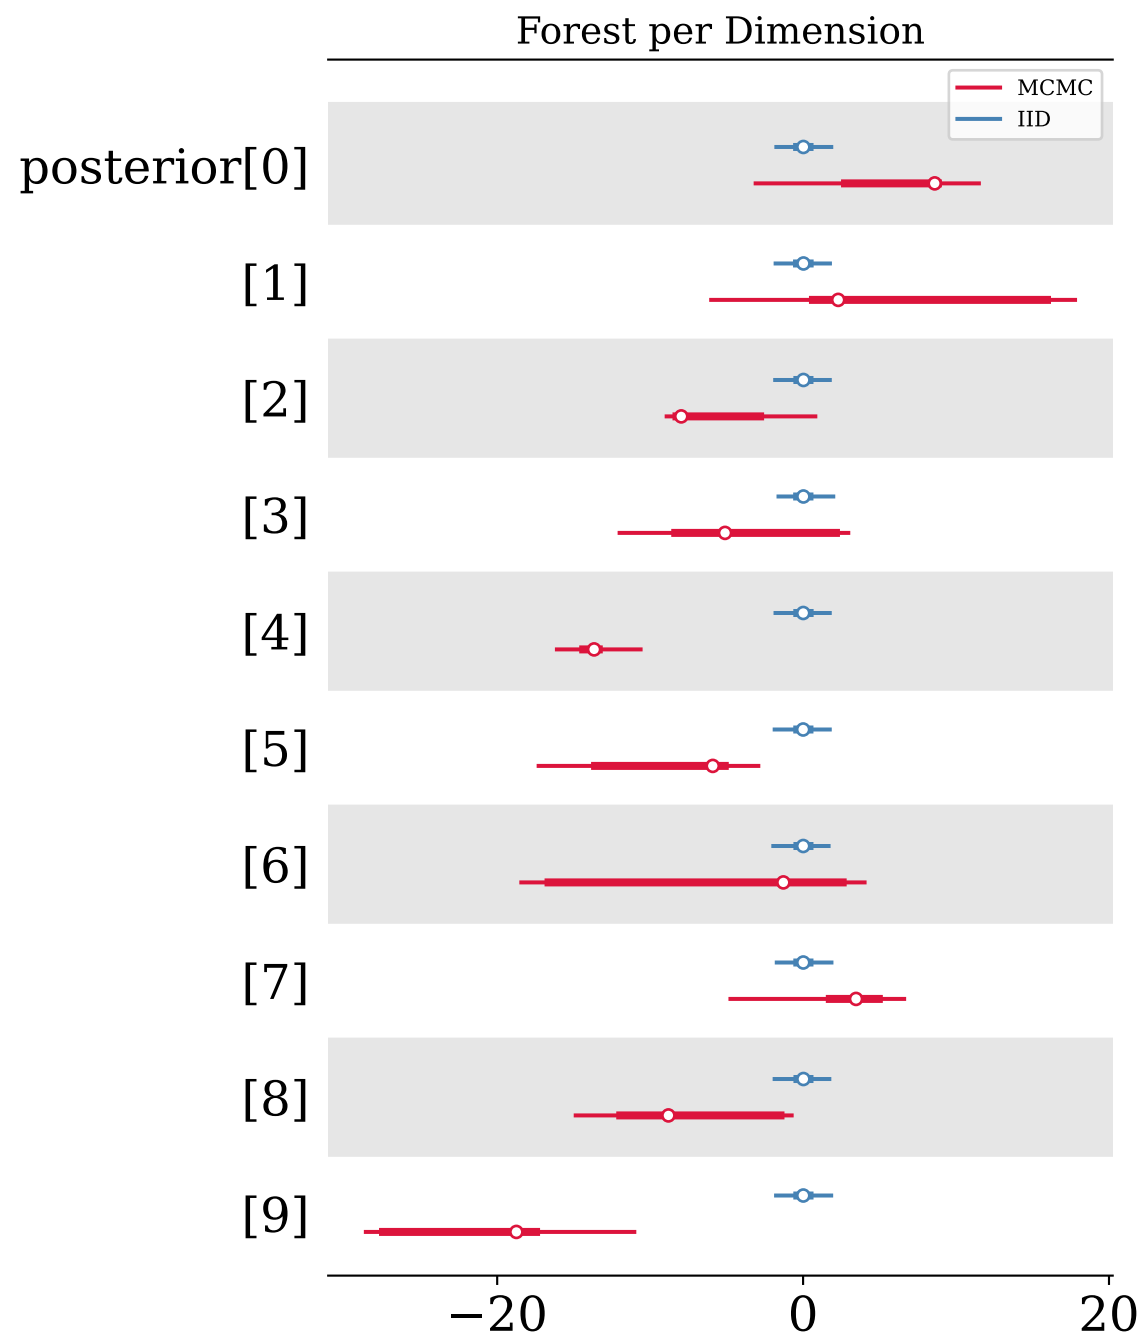 Forest per Dimension
MCMC
IID
posterior[0]
[1]
[2]
[3]
[4]
[5]
[6]
[7]
[8]
[9]
−20 0 20